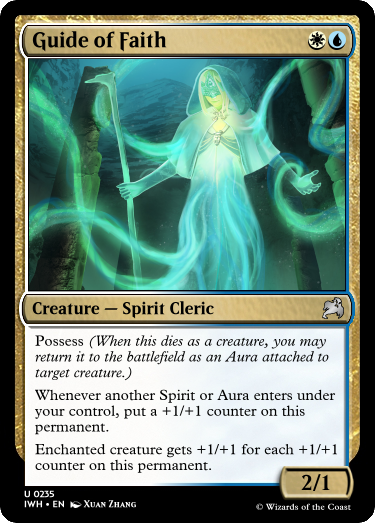 Guide of Faith
Creature — Spirit Cleric
Possess (When this dies as a creature, you may
return it to the battlefield as an Aura attached to
target creature.)
Whenever another Spirit or Aura enters under
your control, put a +1/+1 counter on this
permanent.
Enchanted creature gets +1/+1 for each +1/+1
counter on this permanent.
2/1
U 0235
IWH • EN Xuan Zhang
© Wizards of the Coast